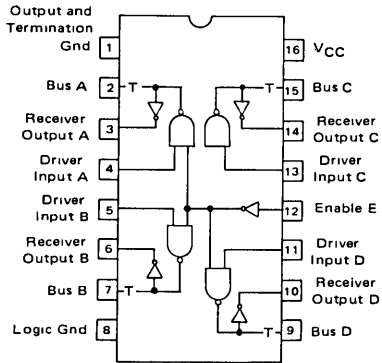 Output and
Termination
Gnd
1
16
VCC
Bus A
2
T
T
15
Bus C
Receiver
Output A
3
14
Receiver
Output C
Driver
Input A
4
13
Driver
Input C
Driver
Input B
5
12
Enable E
Receiver
Output B
6
11
Driver
Input D
Bus B
7
T
10
Receiver
Output D
Logic Gnd
8
T
9
Bus D